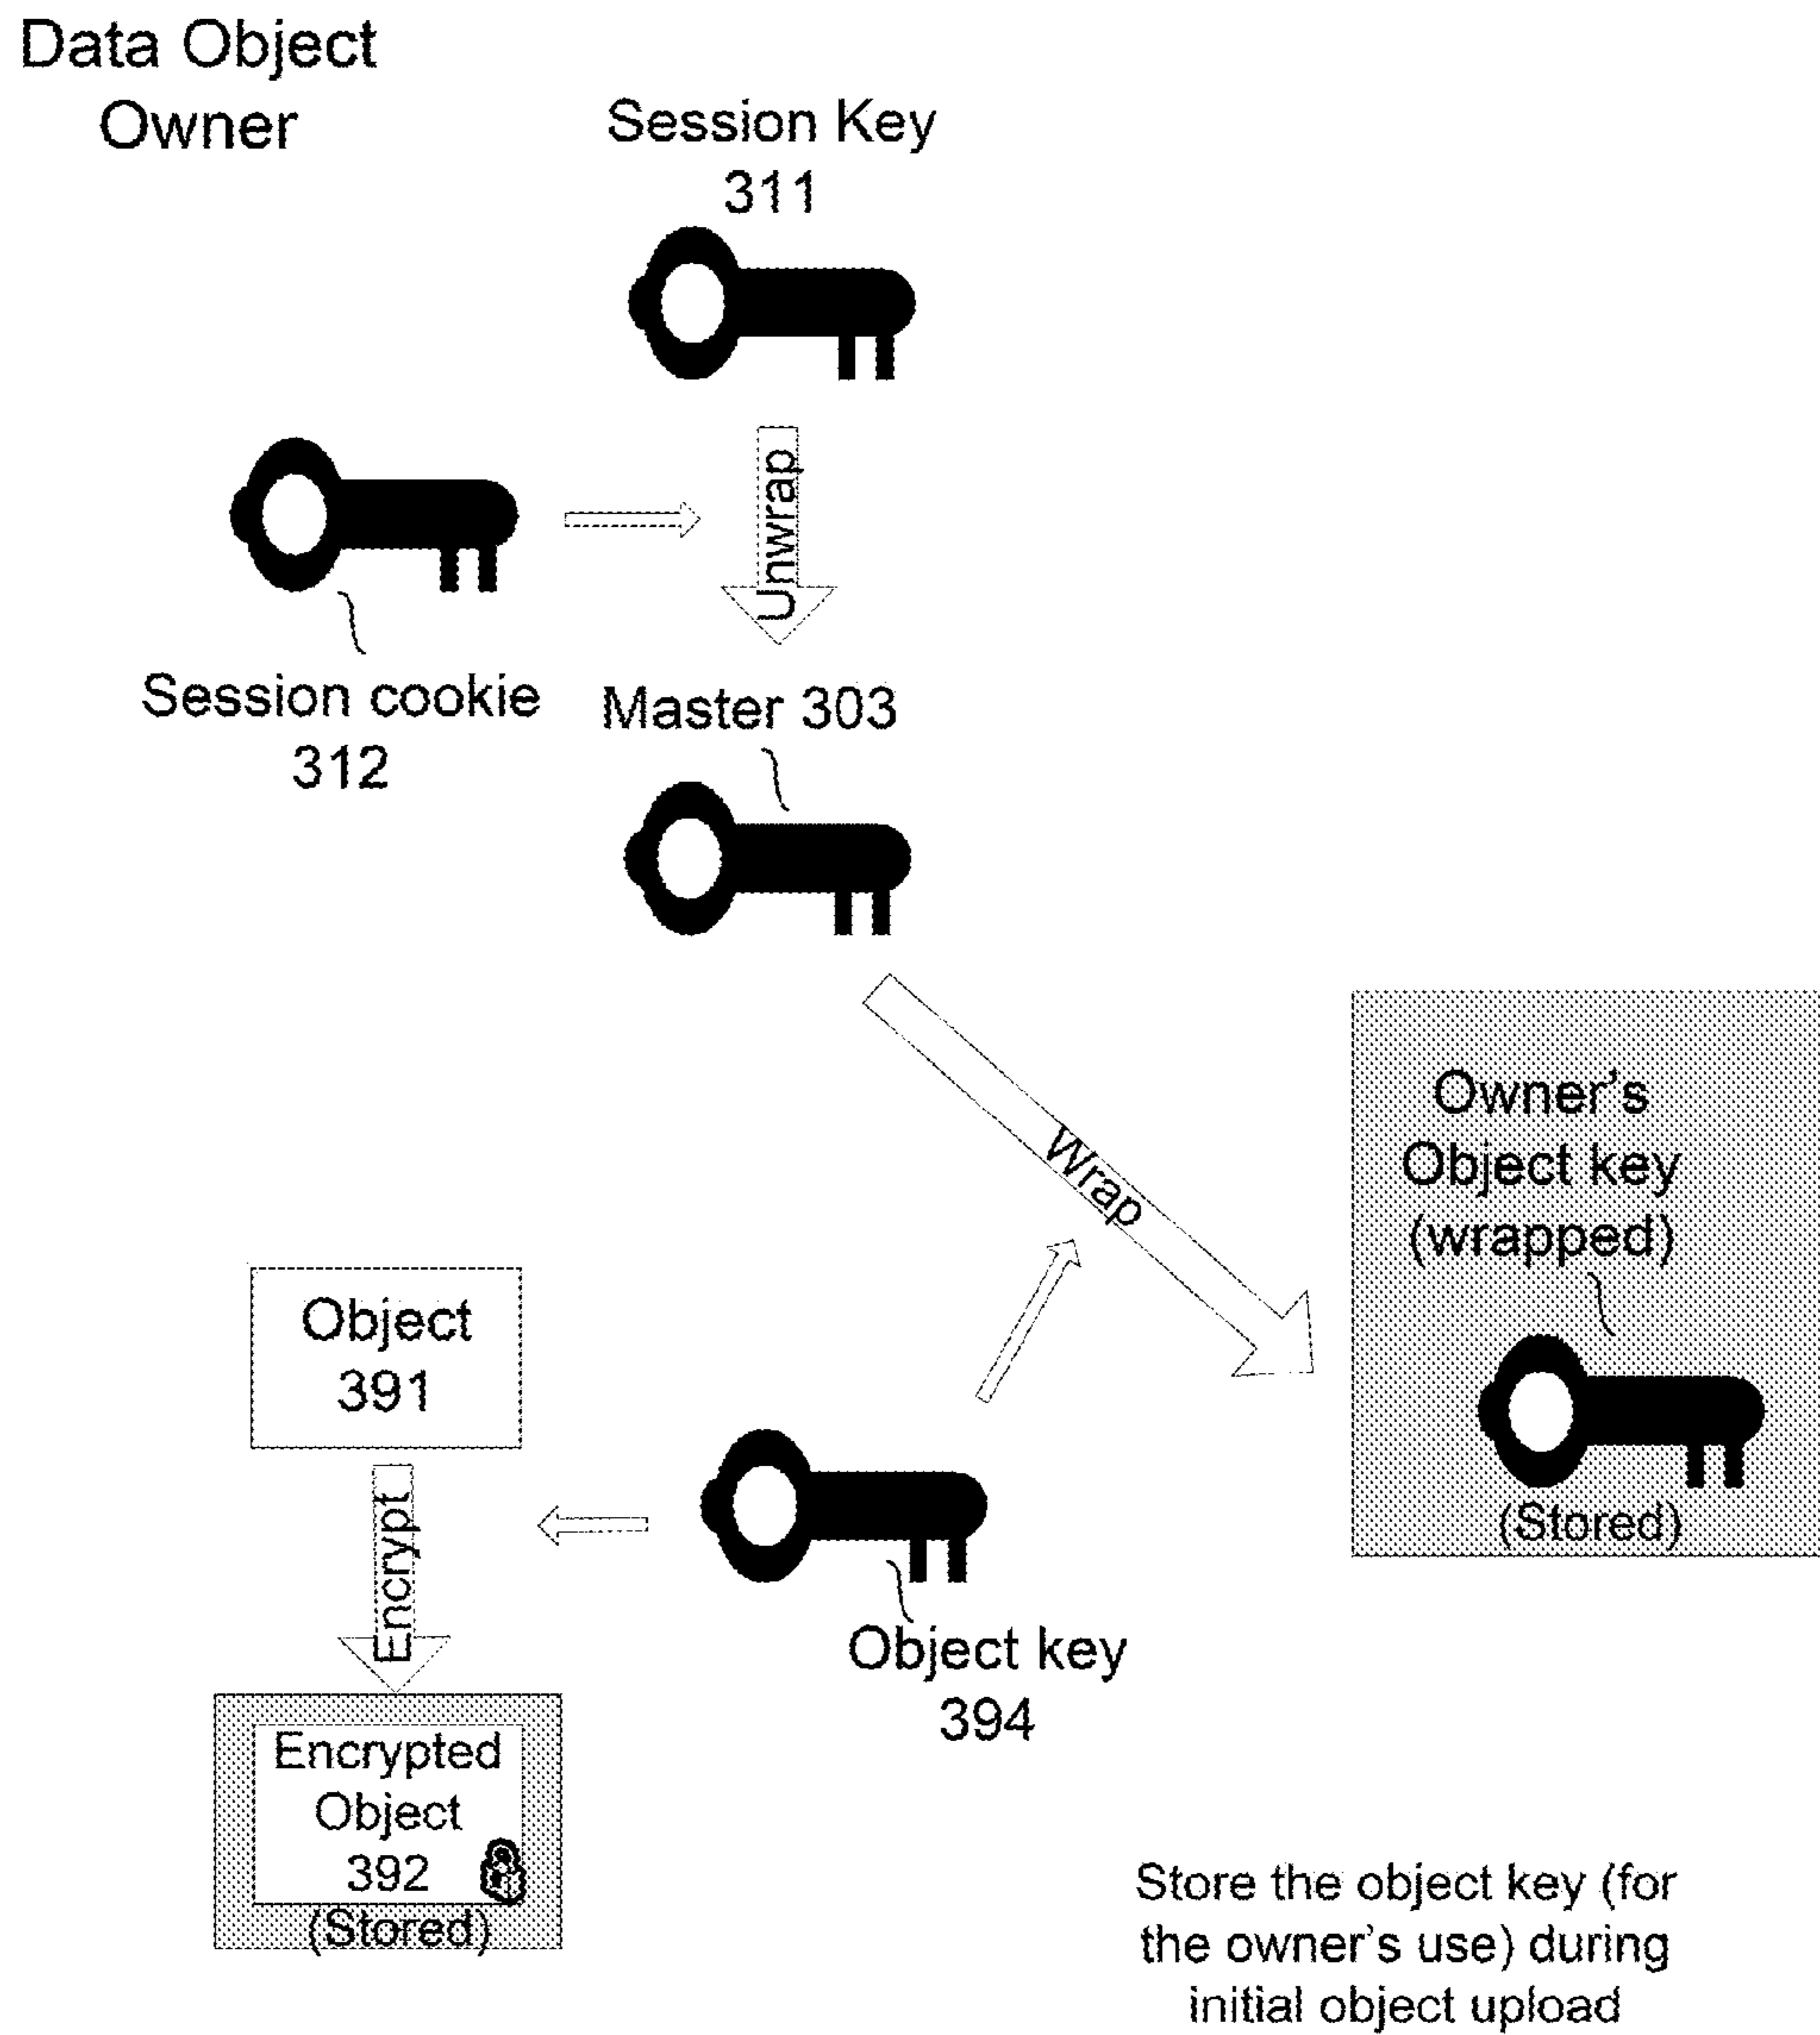 Data Object
Owner
Session Key
311
Unwrap
Session cookie
312
Master 303
Wrap
Owner's
Object key
(wrapped)
(Stored)
Object
391
Encrypt
Object key
394
Encrypted
Object
392
(Stored)
Store the object key (for
the owner's use) during
initial object upload